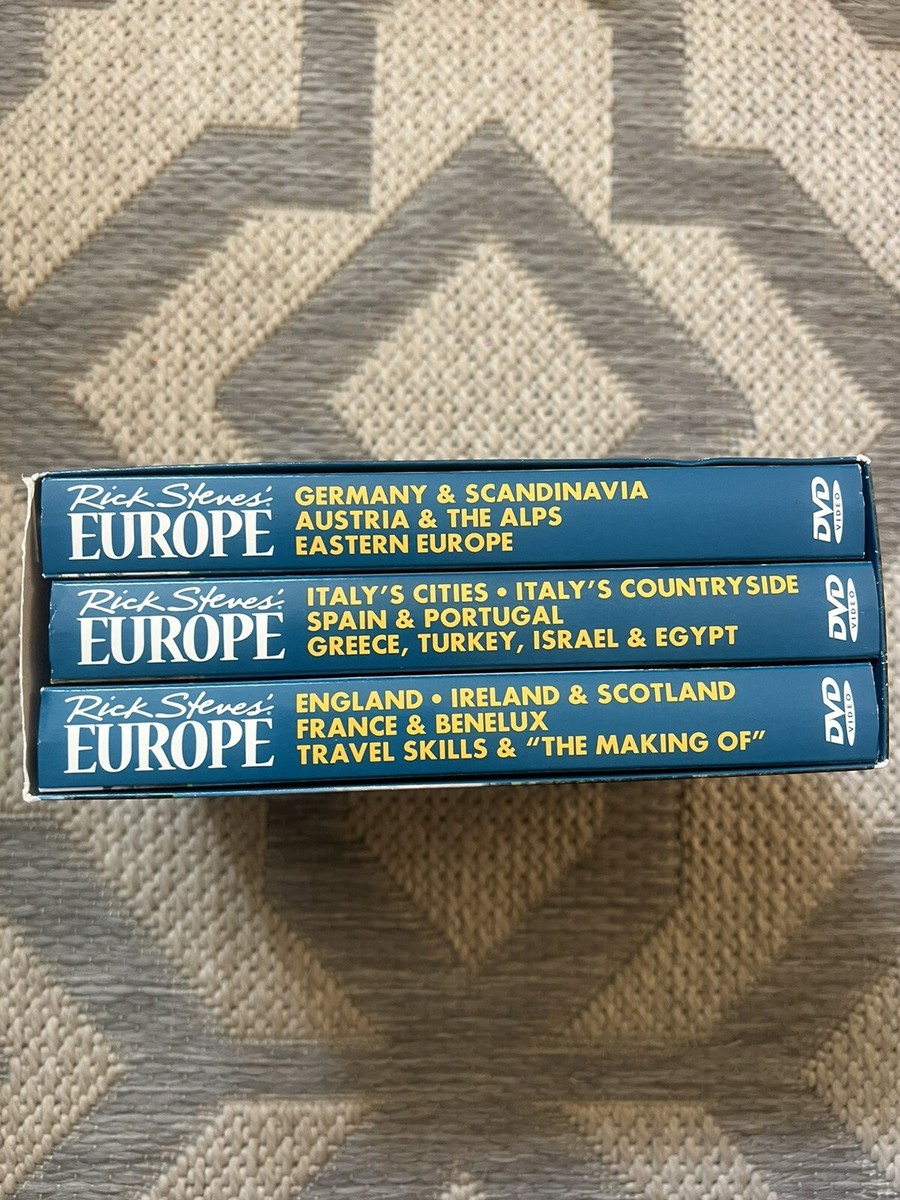 Rick Steves'
EUROPE
GERMANY & SCANDINAVIA
AUSTRIA & THE ALPS
EASTERN EUROPE
DVD
VIDEO
Rick Steves'
EUROPE
ITALY'S CITIES • ITALY'S COUNTRYSIDE
SPAIN & PORTUGAL
GREECE, TURKEY, ISRAEL & EGYPT
DVD
VIDEO
Rick Steves'
EUROPE
ENGLAND • IRELAND & SCOTLAND
FRANCE & BENELUX
TRAVEL SKILLS & "THE MAKING OF"
DVD
VIDEO